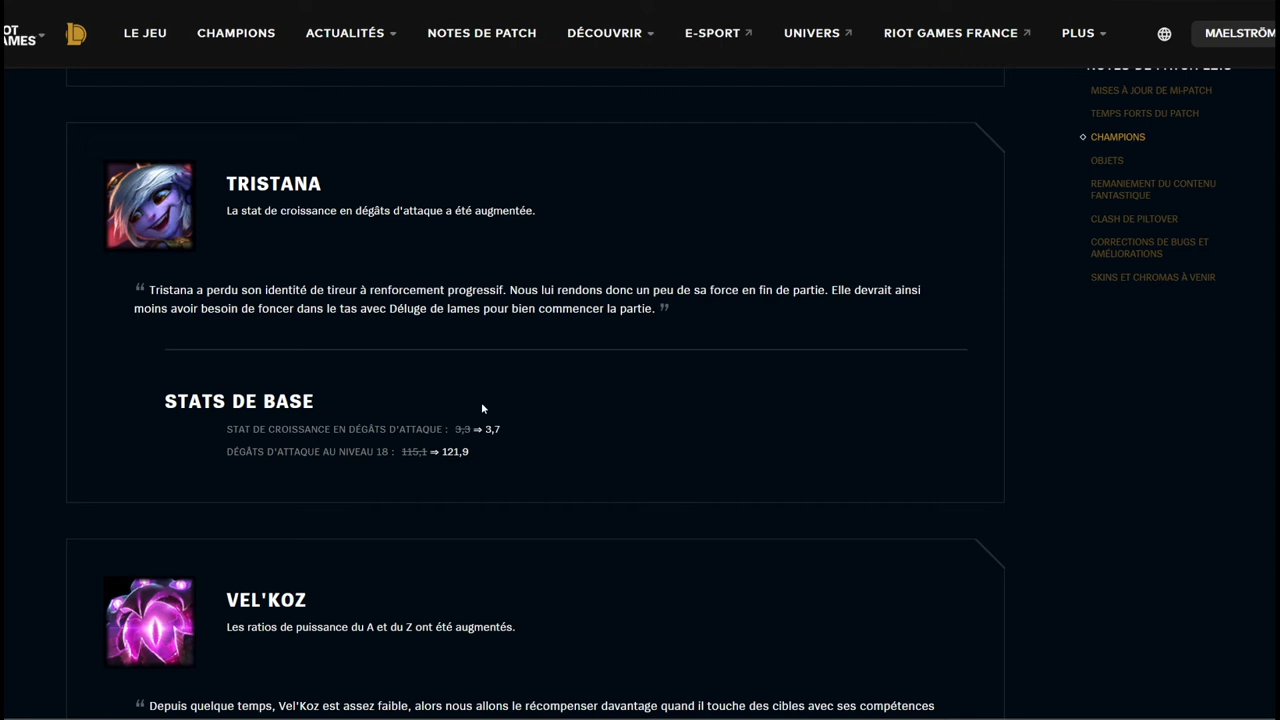 LE JEU CHAMPIONS ACTUALITÉS NOTES DE PATCH DÉCOUVRIR E-SPORT UNIVERS RIOT GAMES FRANCE PLUS MAELSTRÖM
MISES À JOUR DE MI-PATCH
TEMPS FORTS DU PATCH
CHAMPIONS
OBJETS
REMANIEMENT DU CONTENU
FANTASTIQUE
CLASH DE PILTOVER
CORRECTIONS DE BUGS ET
AMÉLIORATIONS
SKINS ET CHROMAS À VENIR
TRISTANA
La stat de croissance en dégâts d'attaque a été augmentée.
“ Tristana a perdu son identité de tireur à renforcement progressif. Nous lui rendons donc un peu de sa force en fin de partie. Elle devrait ainsi
moins avoir besoin de foncer dans le tas avec Déluge de lames pour bien commencer la partie. ”
STATS DE BASE
STAT DE CROISSANCE EN DÉGÂTS D'ATTAQUE : 3,3 ⇒ 3,7
DÉGÂTS D'ATTAQUE AU NIVEAU 18 : 115,1 ⇒ 121,9
VEL'KOZ
Les ratios de puissance du A et du Z ont été augmentés.
“ Depuis quelque temps, Vel'Koz est assez faible, alors nous allons le récompenser davantage quand il touche des cibles avec ses compétences